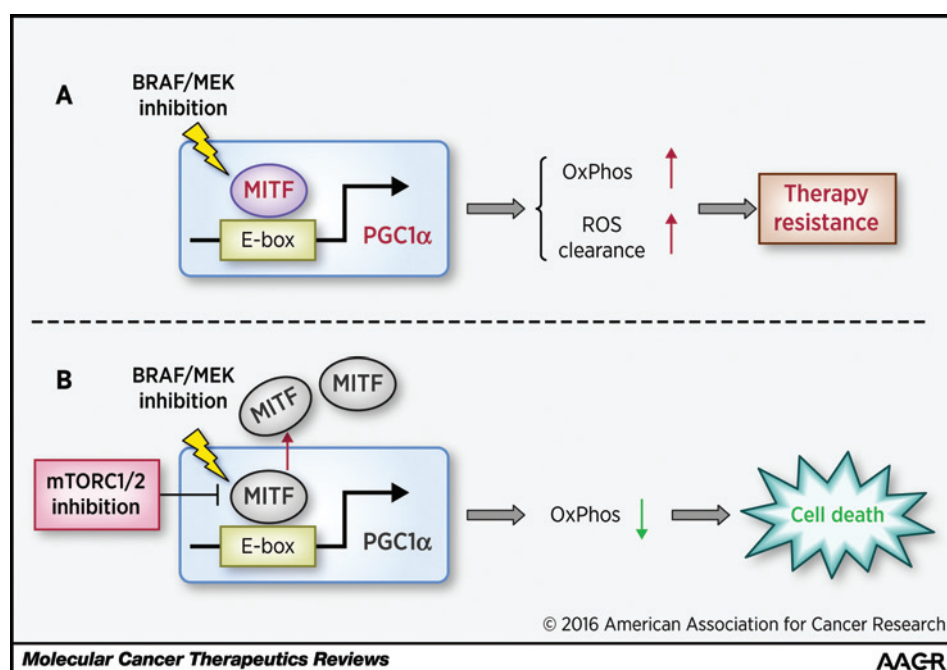 A
BRAF/MEK
inhibition
MITF
E-box
PGC1α
OxPhos
ROS
clearance
Therapy
resistance
B
BRAF/MEK
inhibition
MITF
MITF
mTORC1/2
inhibition
MITF
E-box
PGC1α
OxPhos
Cell death
© 2016 American Association for Cancer Research
Molecular Cancer Therapeutics Reviews
AACR